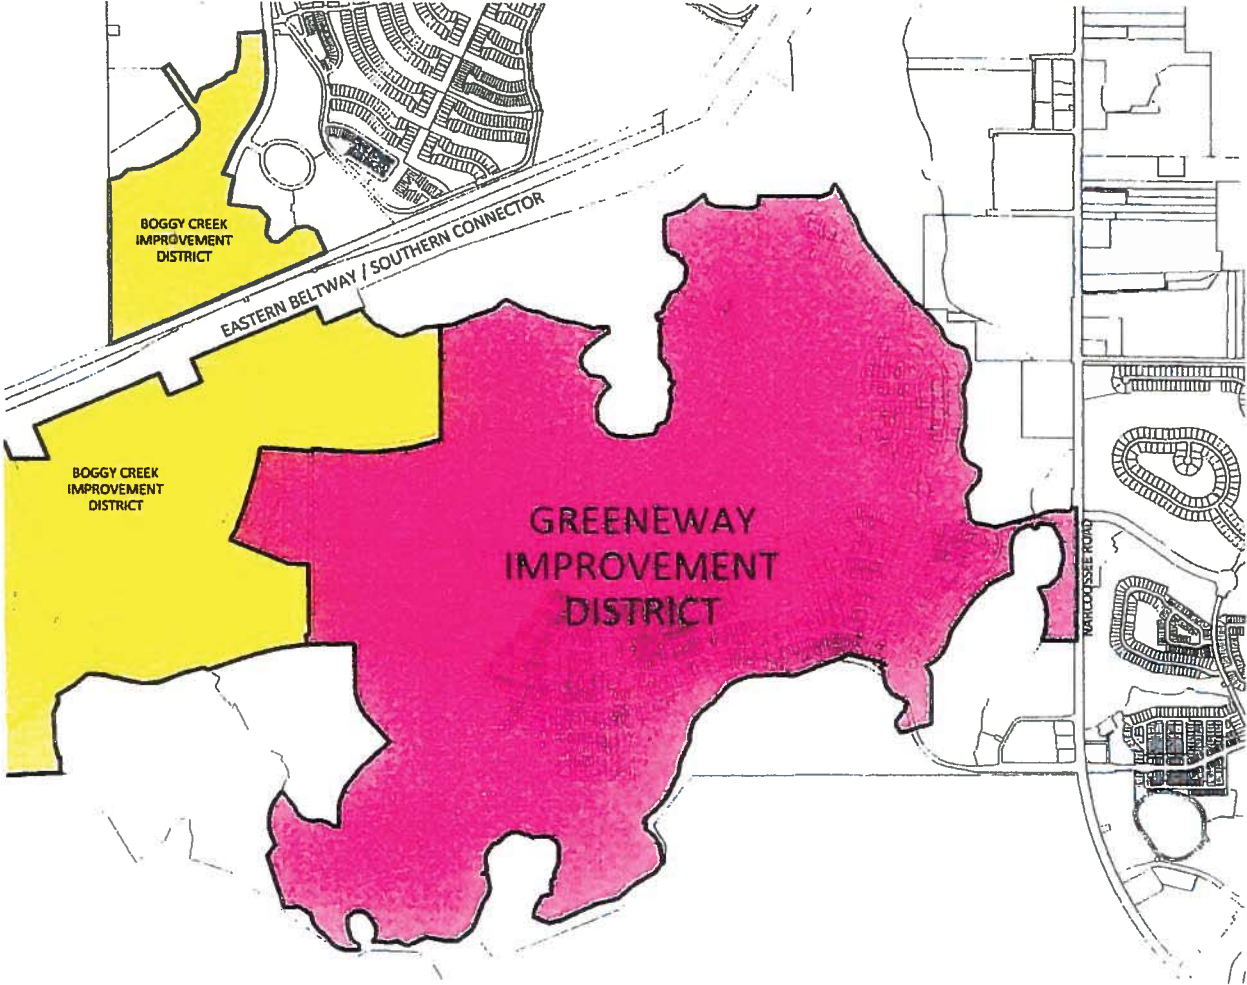 BOGGY CREEK
IMPROVEMENT
DISTRICT
EASTERN BELTWAY / SOUTHERN CONNECTOR
BOGGY CREEK
IMPROVEMENT
DISTRICT
GREENEWAY
IMPROVEMENT
DISTRICT
NARCOOSSEE ROAD